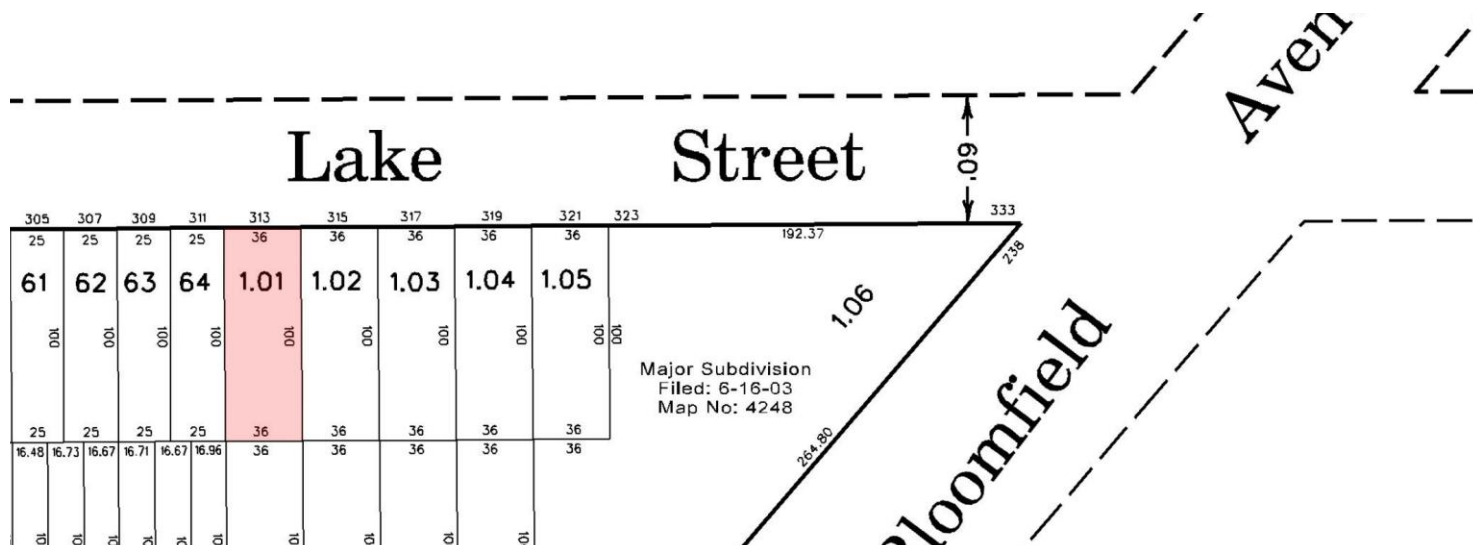 Aven
Lake Street
60'
305 307 309 311 313 315 317 319 321 323 333
25 25 25 25 36 36 36 36 36 192.37
238
61 62 63 64 1.01 1.02 1.03 1.04 1.05 1.06
100 100 100 100 100 100 100 100 100 100
Major Subdivision
Filed: 6-16-03
Map No: 4248
25 25 25 25 36 36 36 36 36
264.80
16.48 16.73 16.67 16.71 16.67 16.96 36 36 36 36 36
Bloomfield